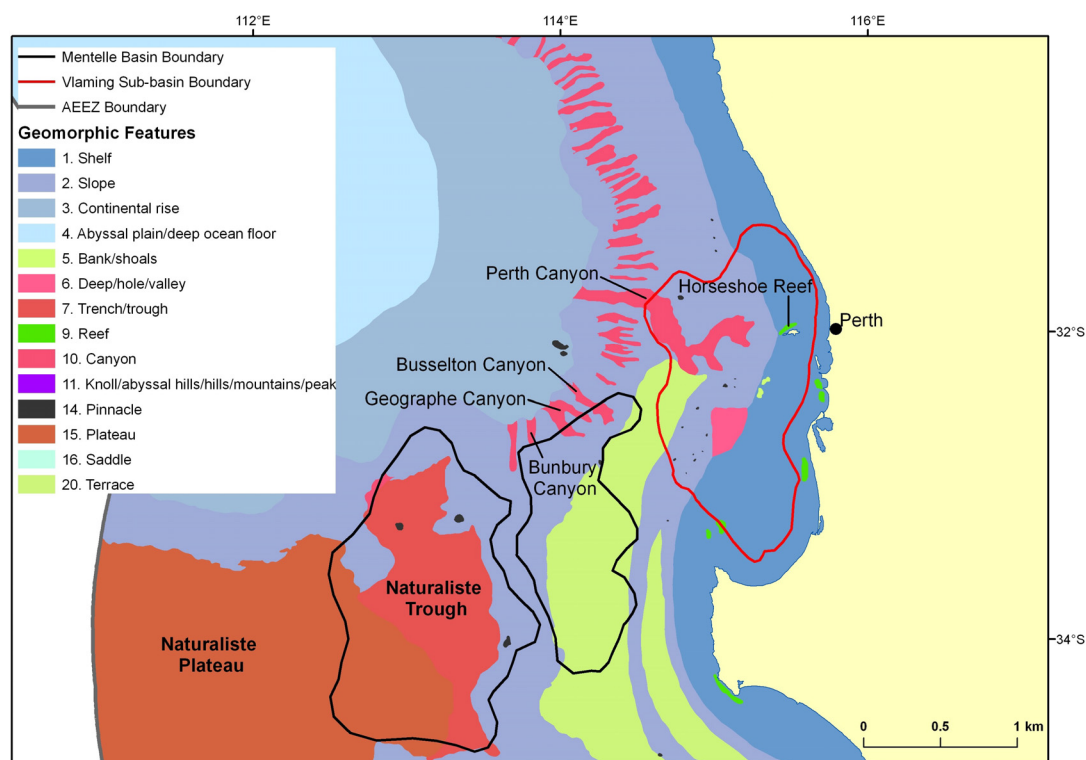 112°E
114°E
116°E
Mentelle Basin Boundary
Vlaming Sub-basin Boundary
AEEZ Boundary
Geomorphic Features
1. Shelf
2. Slope
3. Continental rise
4. Abyssal plain/deep ocean floor
5. Bank/shoals
6. Deep/hole/valley
7. Trench/trough
9. Reef
10. Canyon
11. Knoll/abyssal hills/hills/mountains/peak
14. Pinnacle
15. Plateau
16. Saddle
20. Terrace
Perth Canyon
Horseshoe Reef
Perth
32°S
Busselton Canyon
Geographe Canyon
Bunbury
Canyon
Naturaliste
Trough
Naturaliste
Plateau
34°S
0
0.5
1 km